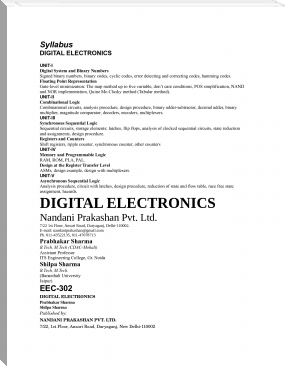 Syllabus
DIGITAL ELECTRONICS
UNIT-I
Digital System and Binary Numbers
Signed binary numbers, binary codes, cyclic codes, error detecting and correcting codes, hamming codes.
Floating Point Representation
Gate-level minimization: The map method up to five variable, don't care conditions, POS simplification, NAND
and NOR implementation, Quine Mc-Clusky method (Tabular method).
UNIT-II
Combinational Logic
Combinational circuits, analysis procedure, design procedure, binary adder-subtractor, decimal adder, binary
multiplier, magnitude comparator, decoders, encoders, multiplexers.
UNIT-III
Synchronous Sequential Logic
Sequential circuits, storage elements: latches, flip flops, analysis of clocked sequential circuits, state reduction
and assignments, design procedure.
Registers and Counters
Shift registers, ripple counter, synchronous counter, other counters
UNIT-IV
Memory and Programmable Logic
RAM, ROM, PLA, PAL.
Design at the Register Transfer Level
ASMs, design example, design with multiplexers
UNIT-V
Asynchronous Sequential Logic
Analysis procedure, circuit with latches, design procedure, reduction of state and flow table, race free state
assignment, hazards.
DIGITAL ELECTRONICS
Nandani Prakashan Pvt. Ltd.
7/22 1st Floor, Ansari Road, Daryaganj, Delhi-110002
E-mail:
Ph.
Prabhakar Sharma
B.Tech, M.Tech (CDAC-Mohali)
Assistant Professor
ITS Engineering College, Gr. Noida
Shilpa Sharma
B.Tech, M.Tech
(Banasthali University
Jaipur)
EEC-302
DIGITAL ELECTRONICS
Prabhakar Sharma
Shilpa Sharma
Published by
NANDANI PRAKASHAN PVT. LTD.
7/22, 1st Floor, Ansari Road, Daryaganj, New Delhi-110002